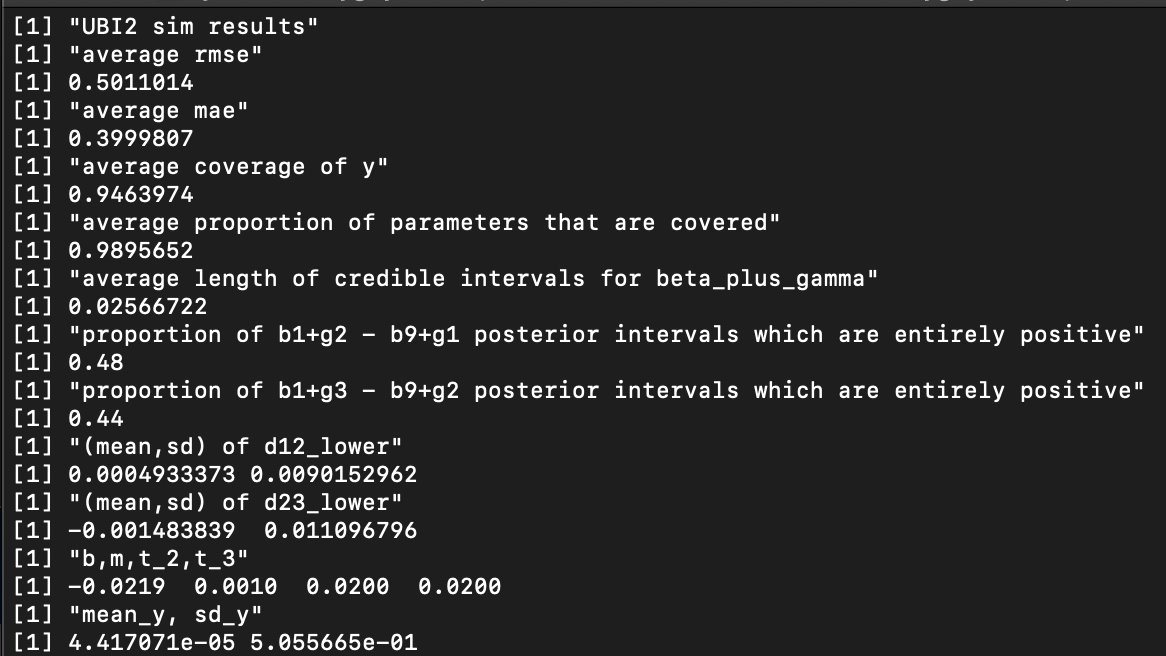 [1] "UBI2 sim results"
[1] "average rmse"
[1] 0.5011014
[1] "average mae"
[1] 0.3999807
[1] "average coverage of y"
[1] 0.9463974
[1] "average proportion of parameters that are covered"
[1] 0.9895652
[1] "average length of credible intervals for beta_plus_gamma"
[1] 0.02566722
[1] "proportion of b1+g2 - b9+g1 posterior intervals which are entirely positive"
[1] 0.48
[1] "proportion of b1+g3 - b9+g2 posterior intervals which are entirely positive"
[1] 0.44
[1] "(mean,sd) of d12_lower"
[1] 0.0004933373 0.0090152962
[1] "(mean,sd) of d23_lower"
[1] -0.001483839  0.011096796
[1] "b,m,t_2,t_3"
[1] -0.0219  0.0010  0.0200  0.0200
[1] "mean_y, sd_y"
[1] 4.417071e-05 5.055665e-01